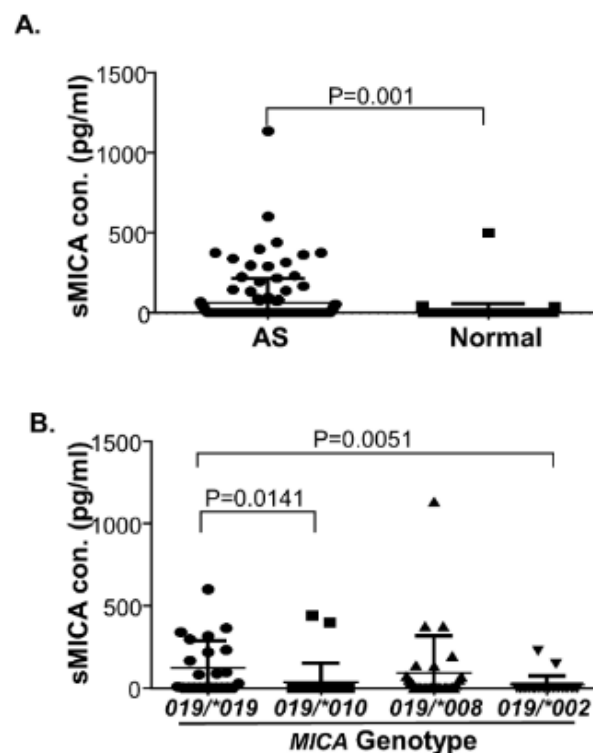 A.
sMICA con. (pg/ml)
1500
1000
500
0
P=0.001
AS Normal
B.
sMICA con. (pg/ml)
1500
1000
500
0
P=0.0051
P=0.0141
019/*019 019/*010 019/*008 019/*002
MICA Genotype